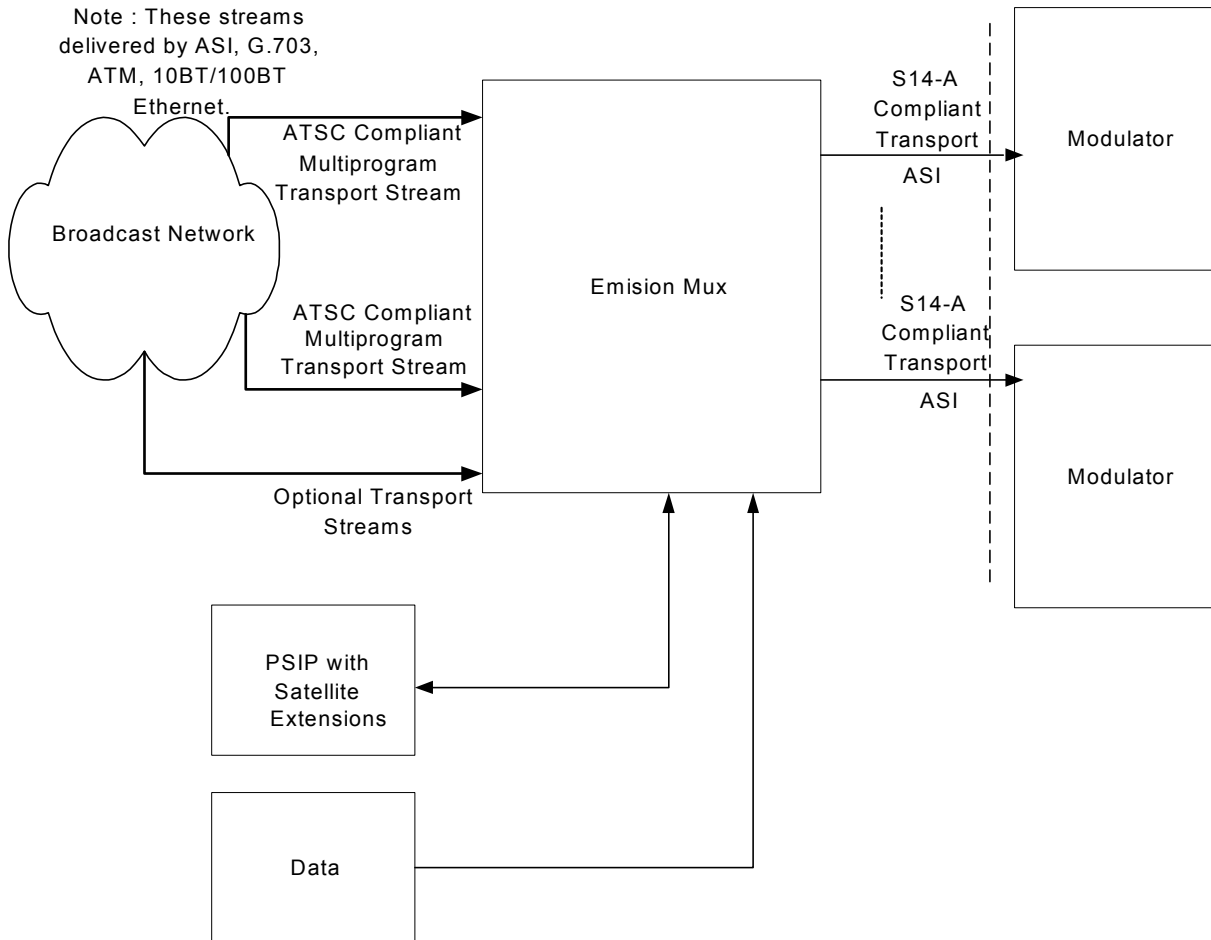 Note : These streams
delivered by ASI, G.703,
ATM, 10BT/100BT
Ethernet.
Broadcast Network
ATSC Compliant
Multiprogram
Transport Stream
ATSC Compliant
Multiprogram
Transport Stream
Optional Transport
Streams
Emision Mux
S14-A
Compliant
Transport
ASI
S14-A
Compliant
Transport
ASI
Modulator
Modulator
PSIP with
Satellite
Extensions
Data